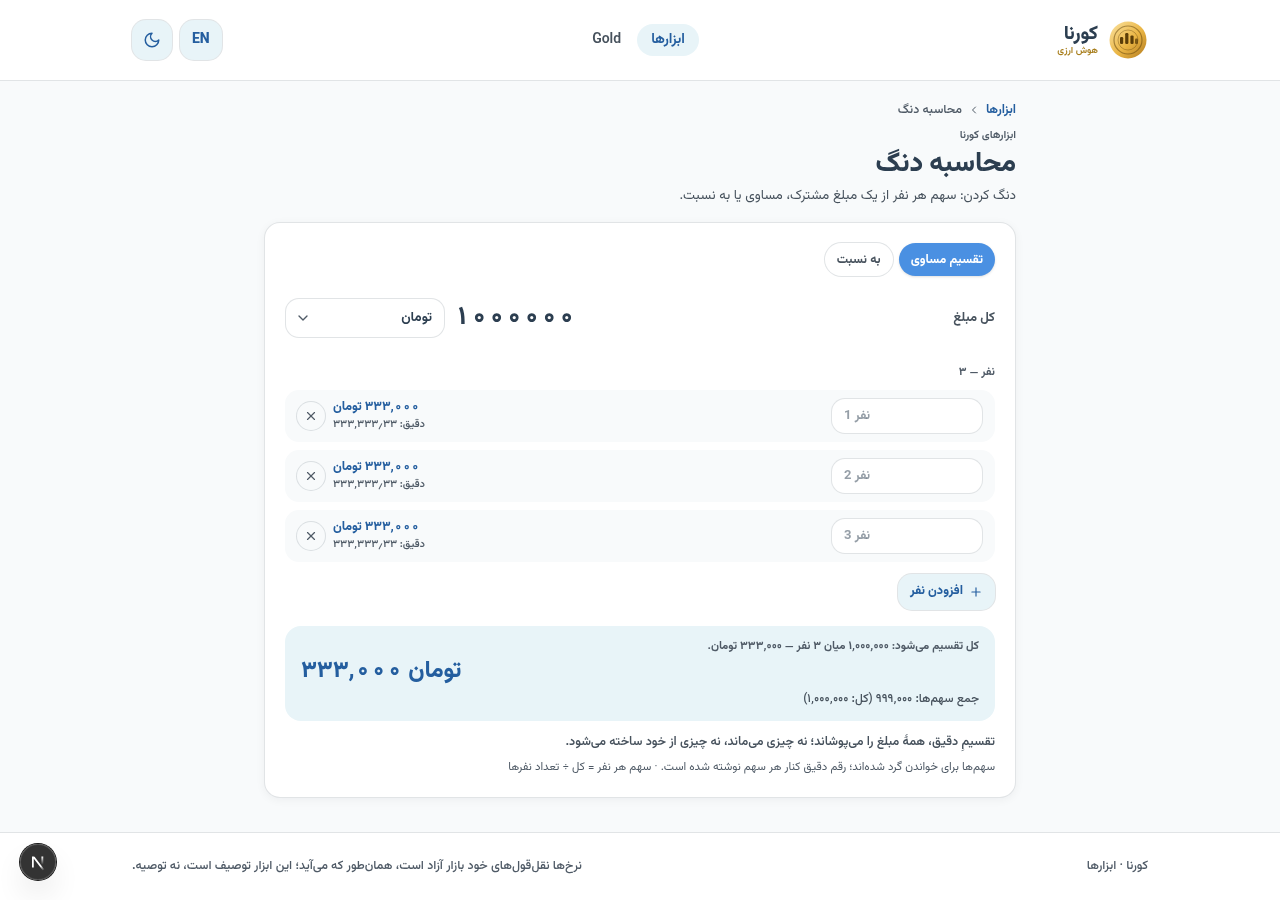 کورنا
هوش ارزی
ابزارها
Gold
EN
ابزارها
محاسبه دنگ
ابزارهای کورنا
محاسبه دنگ
دنگ کردن: سهم هر نفر از یک مبلغ مشترک، مساوی یا به نسبت.
تقسیم مساوی
به نسبت
کل مبلغ
۱۰۰۰۰۰۰
تومان
نفر — ۳
نفر 1
۳۳۳,۰۰۰ تومان
دقیق: ۳۳۳,۳۳۳٫۳۳
نفر 2
۳۳۳,۰۰۰ تومان
دقیق: ۳۳۳,۳۳۳٫۳۳
نفر 3
۳۳۳,۰۰۰ تومان
دقیق: ۳۳۳,۳۳۳٫۳۳
+ افزودن نفر
کل تقسیم می‌شود: ۱,۰۰۰,۰۰۰ میان ۳ نفر — ۳۳۳,۰۰۰ تومان.
تومان ۳۳۳,۰۰۰
جمع سهم‌ها: ۹۹۹,۰۰۰ (کل: ۱,۰۰۰,۰۰۰)
تقسیمِ دقیق، همهٔ مبلغ را می‌پوشاند؛ نه چیزی می‌ماند، نه چیزی از خود ساخته می‌شود.
سهم‌ها برای خواندن گرد شده‌اند؛ رقم دقیق کنار هر سهم نوشته شده است. · سهم هر نفر = کل ÷ تعداد نفرها
کورنا · ابزارها
نرخ‌ها نقل‌قول‌های خود بازار آزاد است، همان‌طور که می‌آید؛ این ابزار توصیف است، نه توصیه.
N